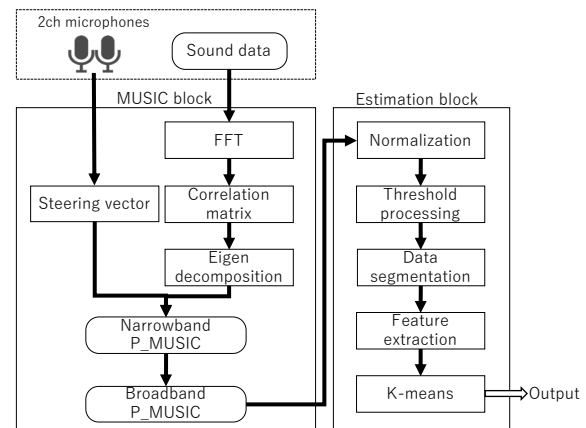 2ch microphones
Sound data
MUSIC block
FFT
Steering vector
Correlation
matrix
Eigen
decomposition
Narrowband
P_MUSIC
Broadband
P_MUSIC
Estimation block
Normalization
Threshold
processing
Data
segmentation
Feature
extraction
K-means
Output